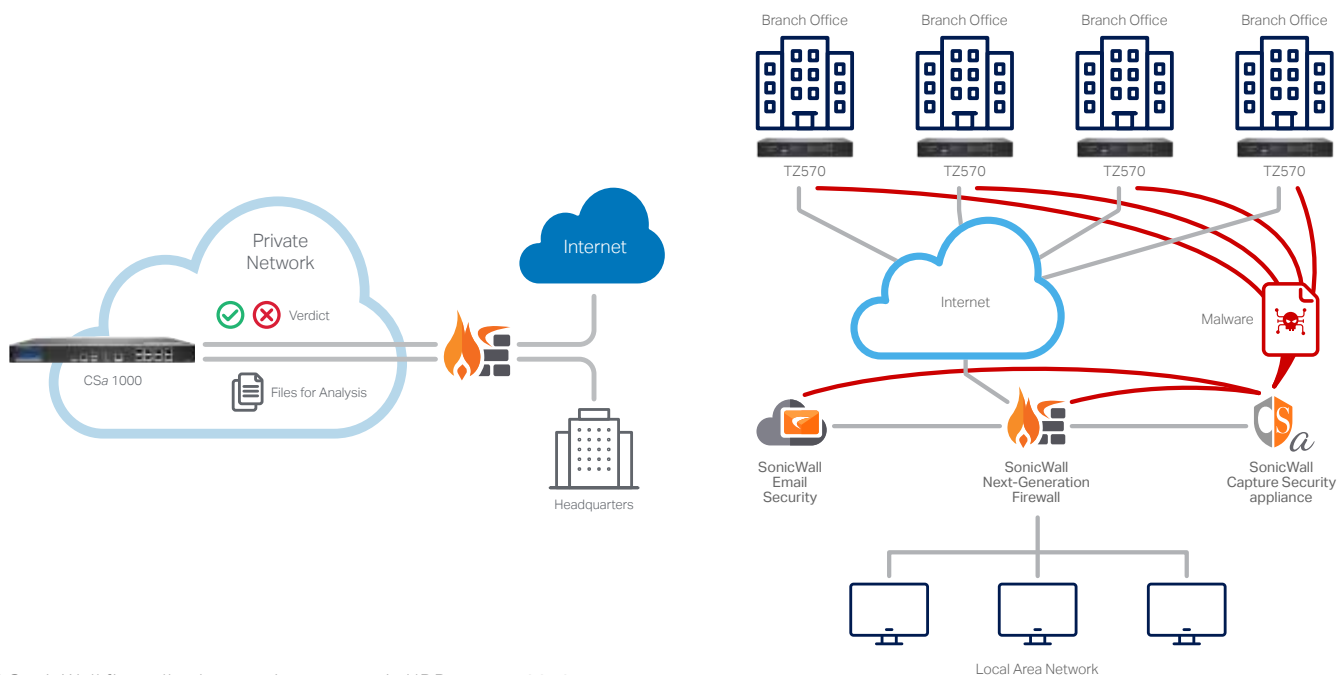 Private
Network
Verdict
CSa 1000
Files for Analysis
Internet
Headquarters
Branch Office
Branch Office
Branch Office
Branch Office
TZ570
TZ570
TZ570
TZ570
Internet
Malware
CSa
SonicWall
Email
Security
SonicWall
Next-Generation
Firewall
SonicWall
Capture Security
appliance
Local Area Network